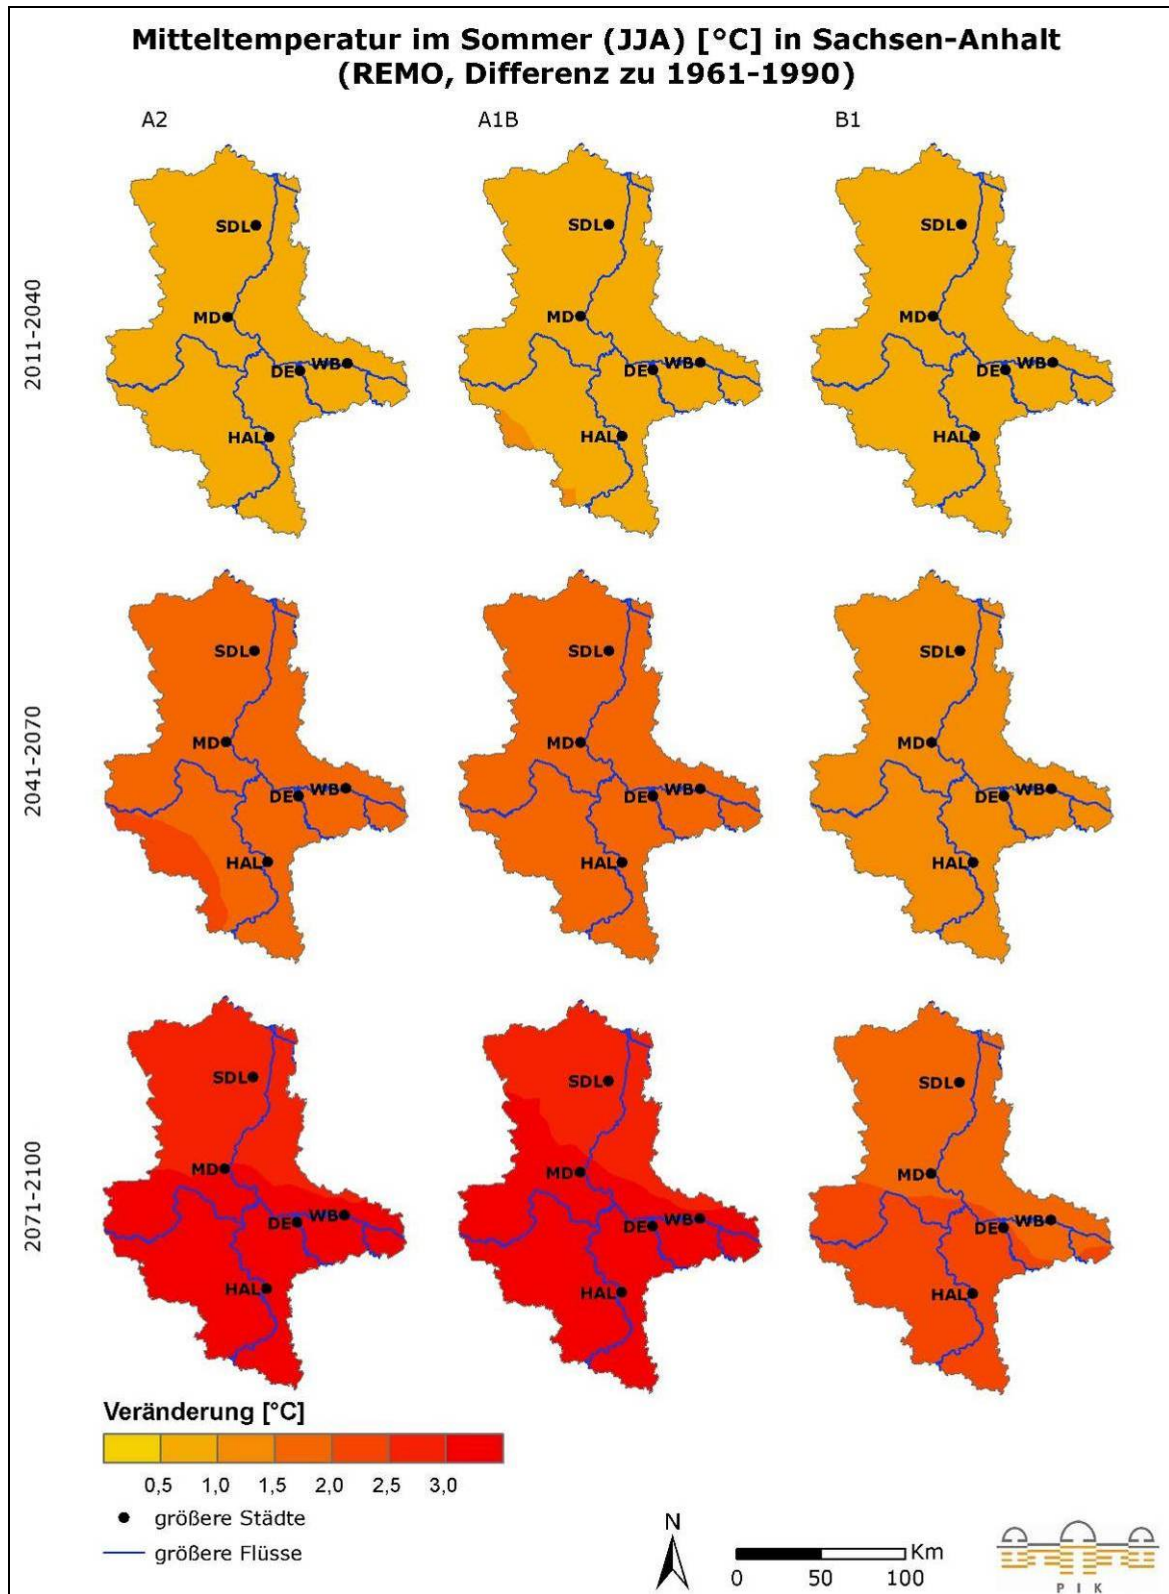 Mitteltemperatur im Sommer (JJA) [°C] in Sachsen-Anhalt
(REMO, Differenz zu 1961-1990)
A2 A1B B1
2011-2040
SDL SDL SDL
MD MD MD
DE WB DE WB DE WB
HAL HAL HAL
2041-2070
SDL SDL SDL
MD MD MD
DE WB DE WB DE WB
HAL HAL HAL
2071-2100
SDL SDL SDL
MD MD MD
DE WB DE WB DE WB
HAL HAL HAL
Veränderung [°C]
0,5 1,0 1,5 2,0 2,5 3,0
größere Städte
größere Flüsse
N
Km
0 50 100
P I K